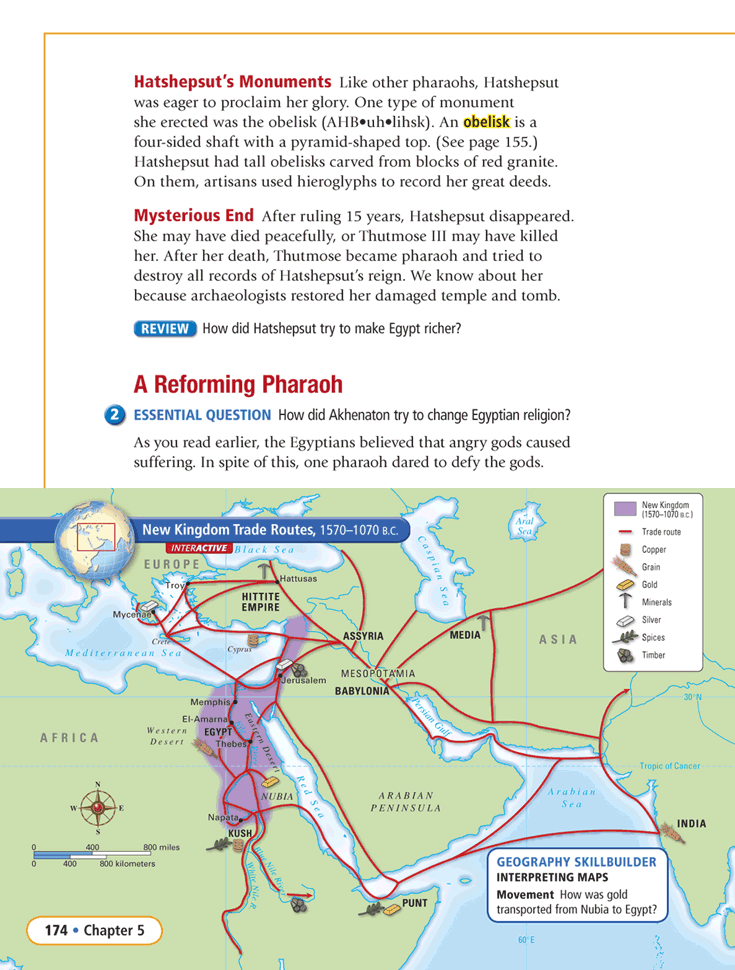 Hatshepsut's Monuments Like other pharaohs, Hatshepsut
was eager to proclaim her glory. One type of monument
she erected was the obelisk (AHB•uh•lihsk). An obelisk is a
four-sided shaft with a pyramid-shaped top. (See page 155.)
Hatshepsut had tall obelisks carved from blocks of red granite.
On them, artisans used hieroglyphs to record her great deeds.
Mysterious End After ruling 15 years, Hatshepsut disappeared.
She may have died peacefully, or Thutmose III may have killed
her. After her death, Thutmose became pharaoh and tried to
destroy all records of Hatshepsut's reign. We know about her
because archaeologists restored her damaged temple and tomb.
REVIEW How did Hatshepsut try to make Egypt richer?
A Reforming Pharaoh
2 ESSENTIAL QUESTION How did Akhenaton try to change Egyptian religion?
As you read earlier, the Egyptians believed that angry gods caused
suffering. In spite of this, one pharaoh dared to defy the gods.
New Kingdom Trade Routes, 1570–1070 B.C.
INTERACTIVE
New Kingdom
(1570–1070 B.C.)
Trade route
Copper
Grain
Gold
Minerals
Silver
Spices
Timber
Black Sea
Caspian Sea
Aral
Sea
EUROPE
Troy
Hattusas
HITTITE
EMPIRE
Mycenae
Crete
Cyprus
Mediterranean Sea
ASSYRIA
MEDIA
ASIA
MESOPOTAMIA
BABYLONIA
Jerusalem
Memphis
El-Amarna
EGYPT
Thebes
Western
Desert
Eastern Desert
AFRICA
Persian Gulf
30°N
Tropic of Cancer
Red Sea
ARABIAN
PENINSULA
Arabian
Sea
NUBIA
Napata
KUSH
Blue Nile River
White Nile R.
PUNT
INDIA
60°E
N
W
E
S
0 400 800 miles
0 400 800 kilometers
GEOGRAPHY SKILLBUILDER
INTERPRETING MAPS
Movement How was gold
transported from Nubia to Egypt?
174 • Chapter 5